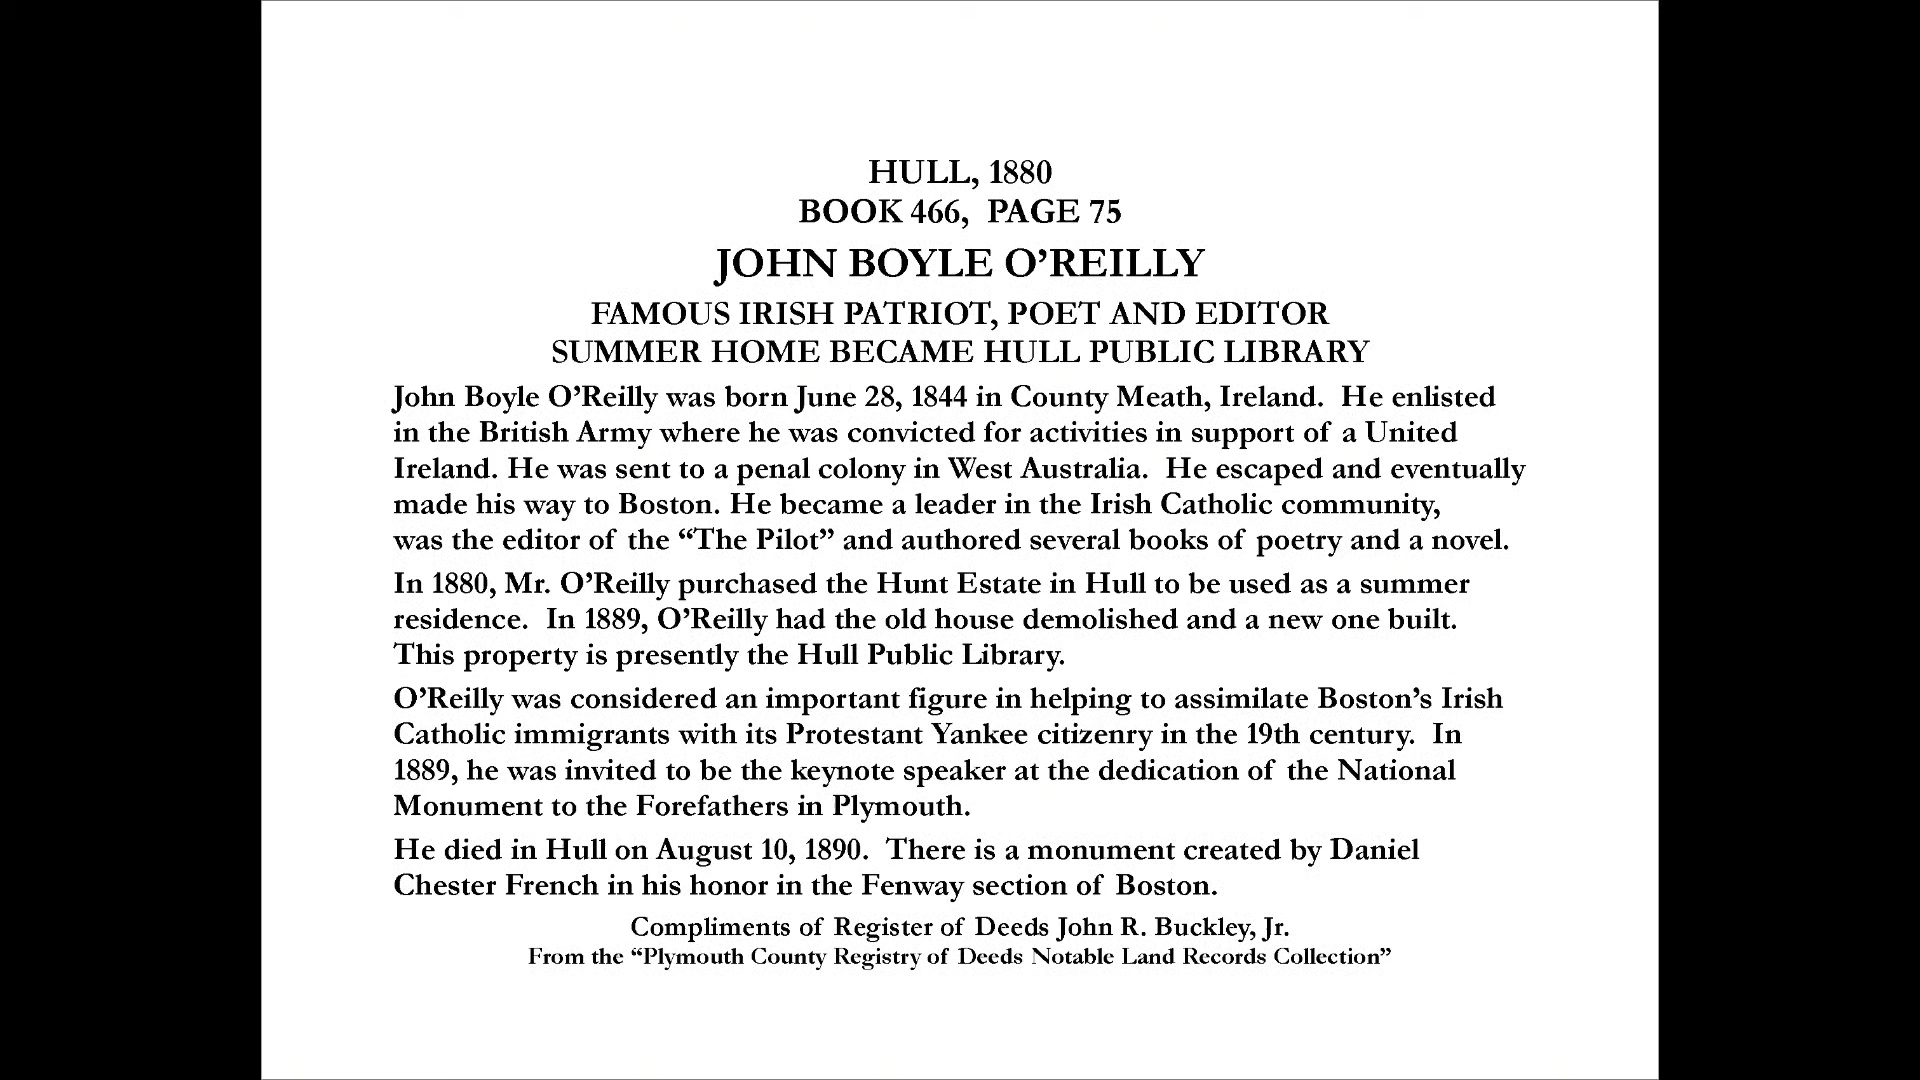 HULL, 1880
BOOK 466, PAGE 75
JOHN BOYLE O’REILLY
FAMOUS IRISH PATRIOT, POET AND EDITOR
SUMMER HOME BECAME HULL PUBLIC LIBRARY
John Boyle O’Reilly was born June 28, 1844 in County Meath, Ireland. He enlisted
in the British Army where he was convicted for activities in support of a United
Ireland. He was sent to a penal colony in West Australia. He escaped and eventually
made his way to Boston. He became a leader in the Irish Catholic community,
was the editor of the “The Pilot” and authored several books of poetry and a novel.
In 1880, Mr. O’Reilly purchased the Hunt Estate in Hull to be used as a summer
residence. In 1889, O’Reilly had the old house demolished and a new one built.
This property is presently the Hull Public Library.
O’Reilly was considered an important figure in helping to assimilate Boston’s Irish
Catholic immigrants with its Protestant Yankee citizenry in the 19th century. In
1889, he was invited to be the keynote speaker at the dedication of the National
Monument to the Forefathers in Plymouth.
He died in Hull on August 10, 1890. There is a monument created by Daniel
Chester French in his honor in the Fenway section of Boston.
Compliments of Register of Deeds John R. Buckley, Jr.
From the “Plymouth County Registry of Deeds Notable Land Records Collection”